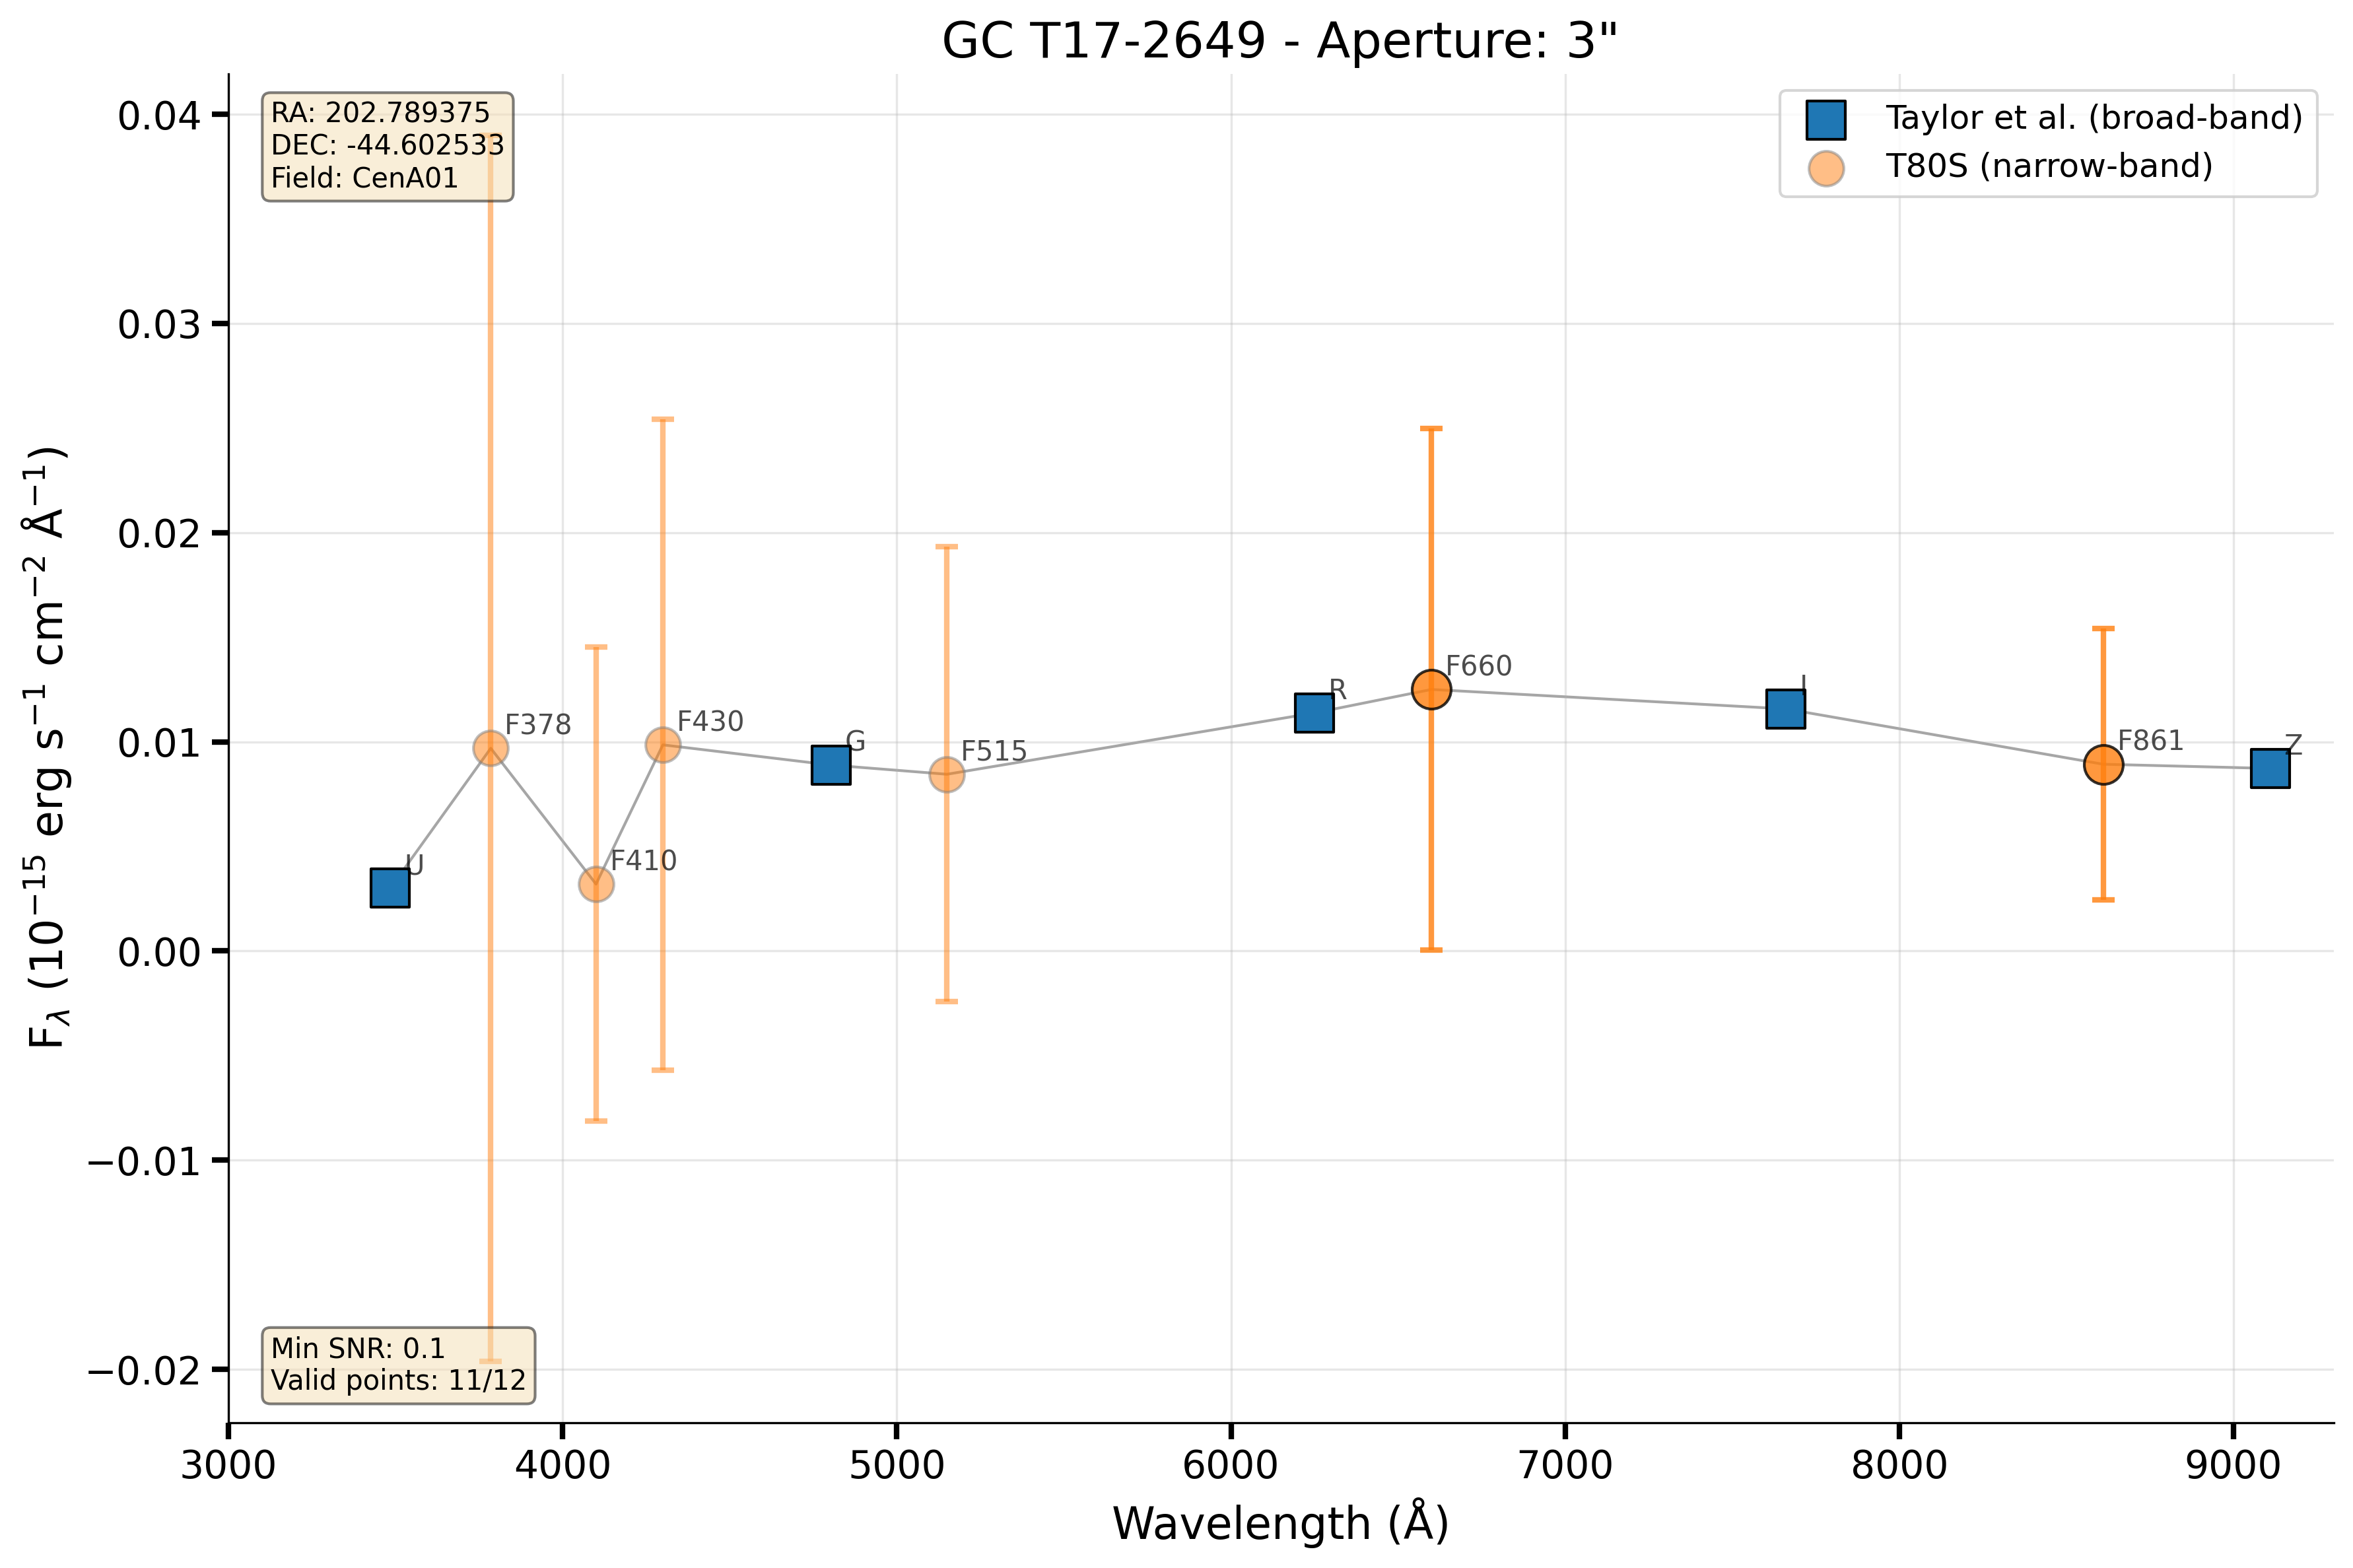 GC T17-2649 - Aperture: 3"
RA: 202.789375
DEC: -44.602533
Field: CenA01
Taylor et al. (broad-band)
T80S (narrow-band)
0.04
0.03
0.02
0.01
0.00
−0.01
−0.02
F$_{λ}$ (10$^{−15}$ erg s$^{−1}$ cm$^{−2}$ Å$^{−1}$)
U
F378
F410
F430
G
F515
R
F660
I
F861
Z
Min SNR: 0.1
Valid points: 11/12
3000 4000 5000 6000 7000 8000 9000
Wavelength (Å)